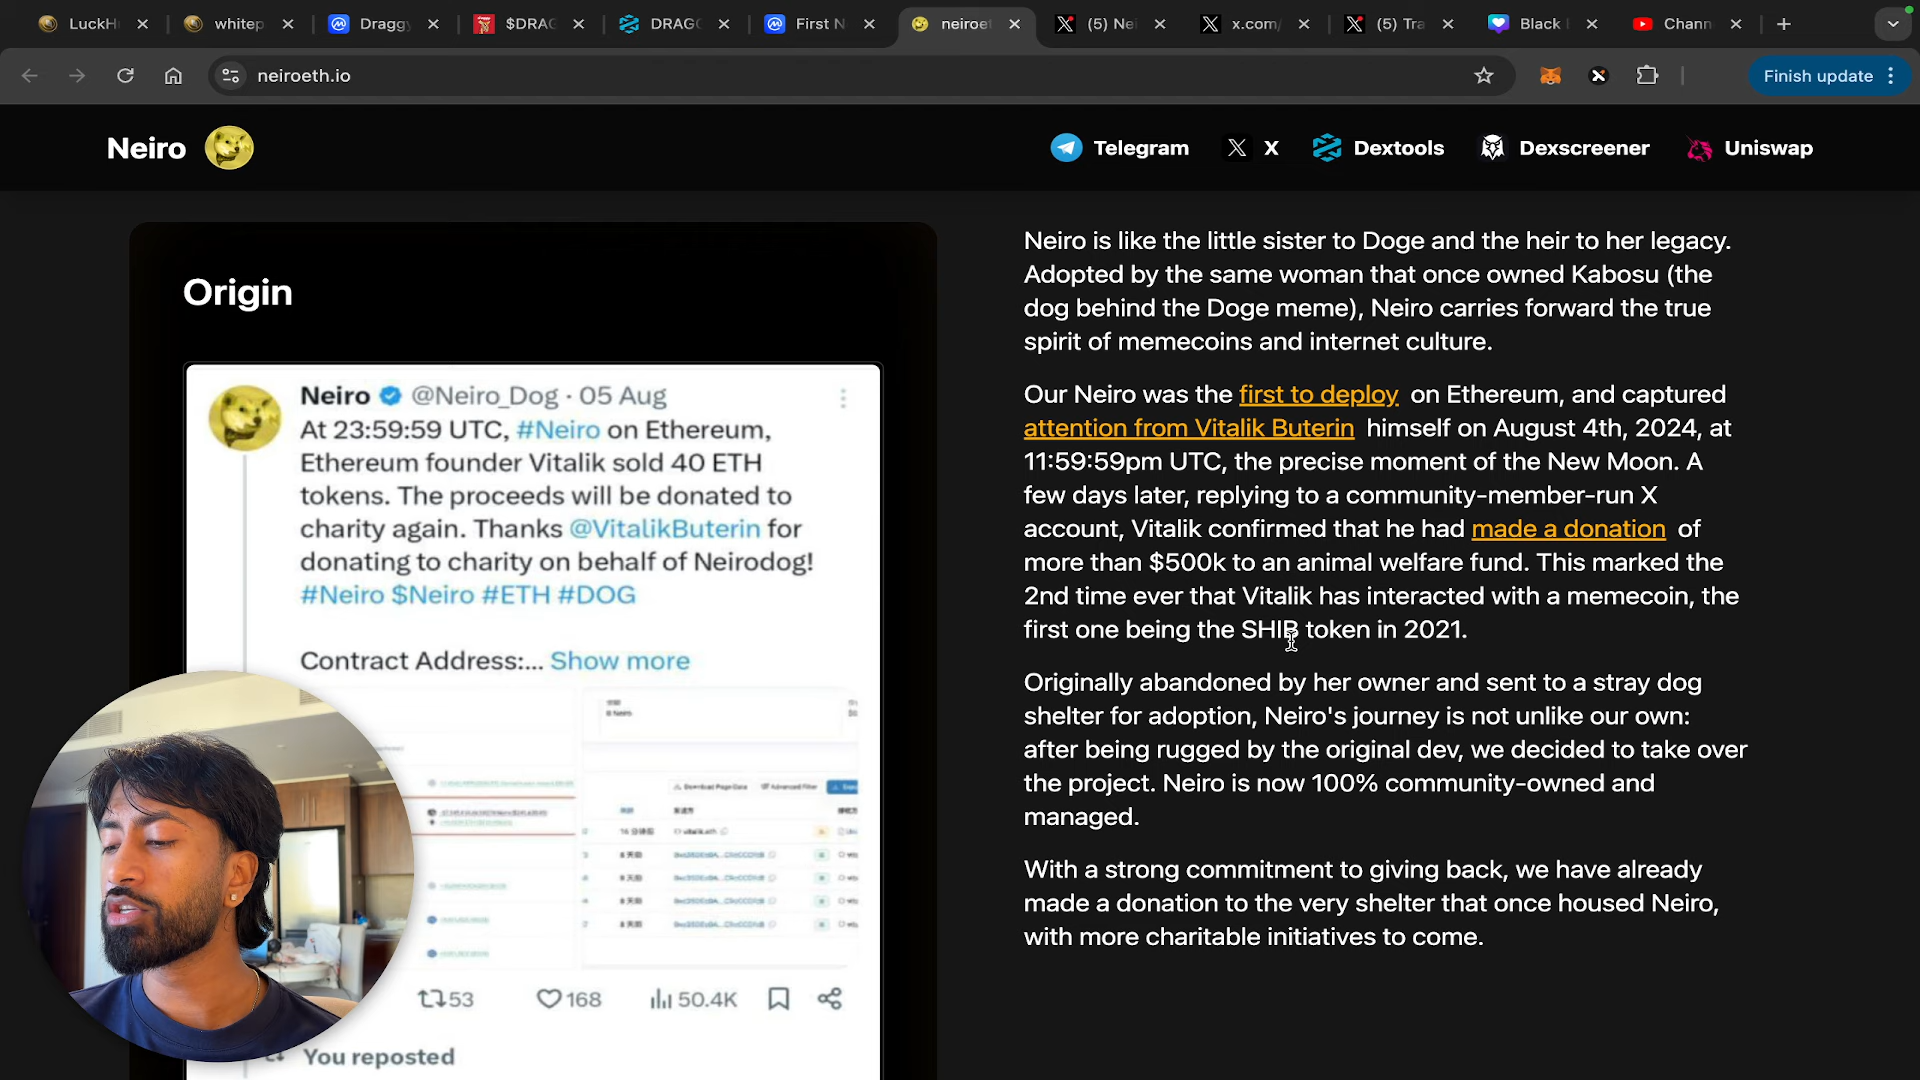 LuckH
whitep
Draggy
$DRAG
DRAGO
First N
neiroet
(5) Nei
x.com/
(5) Tra
Black
Chann
neiroeth.io
Finish update
Neiro
Telegram
X
Dextools
Dexscreener
Uniswap
Origin
Neiro @Neiro_Dog · 05 Aug
At 23:59:59 UTC, #Neiro on Ethereum,
Ethereum founder Vitalik sold 40 ETH
tokens. The proceeds will be donated to
charity again. Thanks @VitalikButerin for
donating to charity on behalf of Neirodog!
#Neiro $Neiro #ETH #DOG
Contract Address:... Show more
Download Page Data
Advanced Filter
53
168
50.4K
You reposted
Neiro is like the little sister to Doge and the heir to her legacy.
Adopted by the same woman that once owned Kabosu (the
dog behind the Doge meme), Neiro carries forward the true
spirit of memecoins and internet culture.
Our Neiro was the first to deploy on Ethereum, and captured
attention from Vitalik Buterin himself on August 4th, 2024, at
11:59:59pm UTC, the precise moment of the New Moon. A
few days later, replying to a community-member-run X
account, Vitalik confirmed that he had made a donation of
more than $500k to an animal welfare fund. This marked the
2nd time ever that Vitalik has interacted with a memecoin, the
first one being the SHIB token in 2021.
Originally abandoned by her owner and sent to a stray dog
shelter for adoption, Neiro's journey is not unlike our own:
after being rugged by the original dev, we decided to take over
the project. Neiro is now 100% community-owned and
managed.
With a strong commitment to giving back, we have already
made a donation to the very shelter that once housed Neiro,
with more charitable initiatives to come.